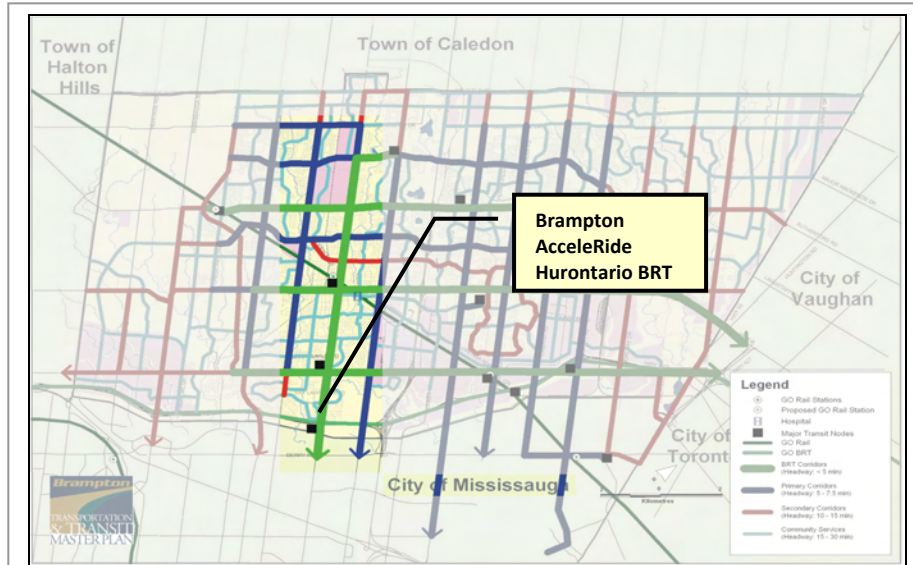 Town of
Halton
Hills
Town of Caledon
Brampton
AcceleRide
Hurontario BRT
City of
Vaughan
City of
Toront
City of Mississaug
Kilometres
Legend
GO Rail Stations
Proposed GO Rail Station
Hospital
Major Transit Nodes
GO Rail
GO BRT
BRT Corridors
(Headway: < 5 min)
Primary Corridors
(Headway: 5 - 7.5 min)
Secondary Corridors
(Headway: 10 - 15 min)
Community Services
(Headway: 15 - 30 min)
Brampton
TRANSPORTATION
& TRANSIT
MASTER PLAN